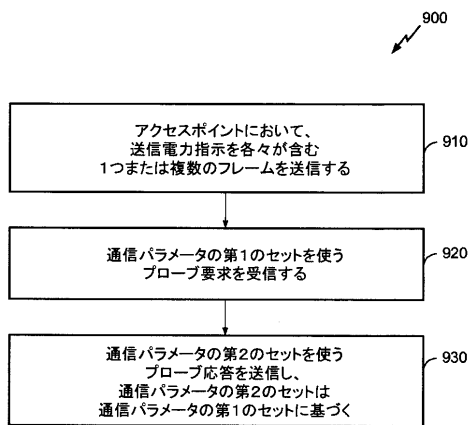 900
アクセスポイントにおいて、
送信電力指示を各々が含む
1つまたは複数のフレームを送信する
910
通信パラメータの第1のセットを使う
プローブ要求を受信する
920
通信パラメータの第2のセットを使う
プローブ応答を送信し、
通信パラメータの第2のセットは
通信パラメータの第1のセットに基づく
930